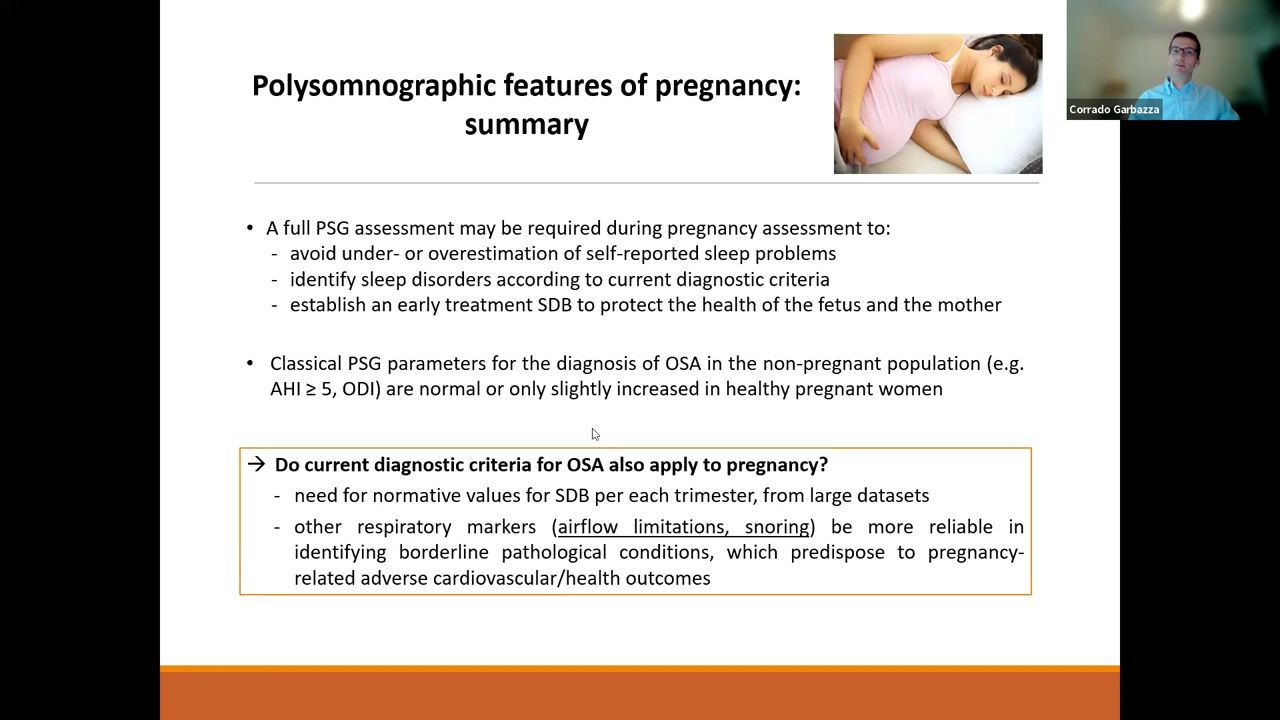 Polysomnographic features of pregnancy:
summary
Corrado Garbazza
• A full PSG assessment may be required during pregnancy assessment to:
- avoid under- or overestimation of self-reported sleep problems
- identify sleep disorders according to current diagnostic criteria
- establish an early treatment SDB to protect the health of the fetus and the mother
• Classical PSG parameters for the diagnosis of OSA in the non-pregnant population (e.g.
AHI ≥ 5, ODI) are normal or only slightly increased in healthy pregnant women
→ Do current diagnostic criteria for OSA also apply to pregnancy?
- need for normative values for SDB per each trimester, from large datasets
- other respiratory markers (airflow limitations, snoring) be more reliable in
identifying borderline pathological conditions, which predispose to pregnancy-
related adverse cardiovascular/health outcomes